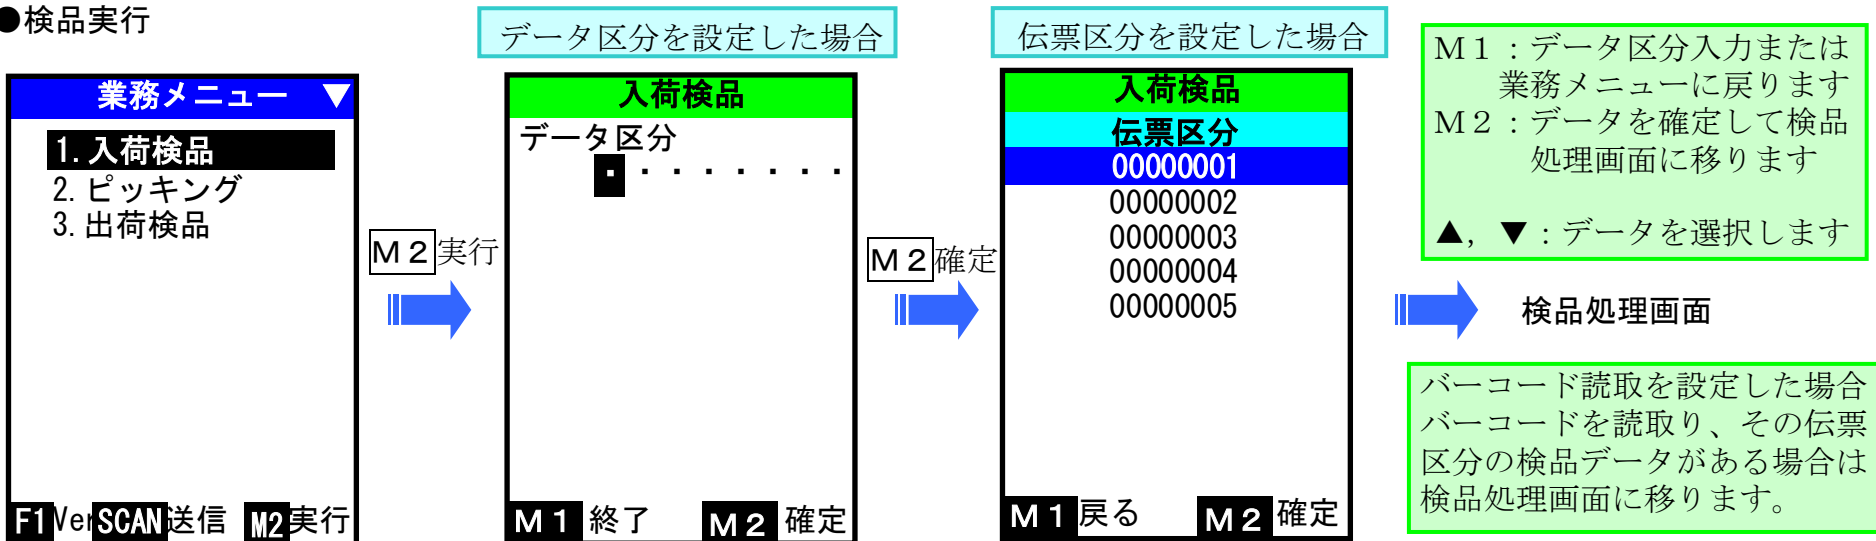 ●検品実行
データ区分を設定した場合
伝票区分を設定した場合
業務メニュー ▼
1. 入荷検品
2. ピッキング
3. 出荷検品
F1 Ver SCAN 送信 M2 実行
M2 実行
入荷検品
データ区分
········
M1 終了 M2 確定
M2 確定
入荷検品
伝票区分
00000001
00000002
00000003
00000004
00000005
M1 戻る M2 確定
M1：データ区分入力または
業務メニューに戻ります
M2：データを確定して検品
処理画面に移ります
▲，▼：データを選択します
検品処理画面
バーコード読取を設定した場合
バーコードを読取り、その伝票
区分の検品データがある場合は
検品処理画面に移ります。